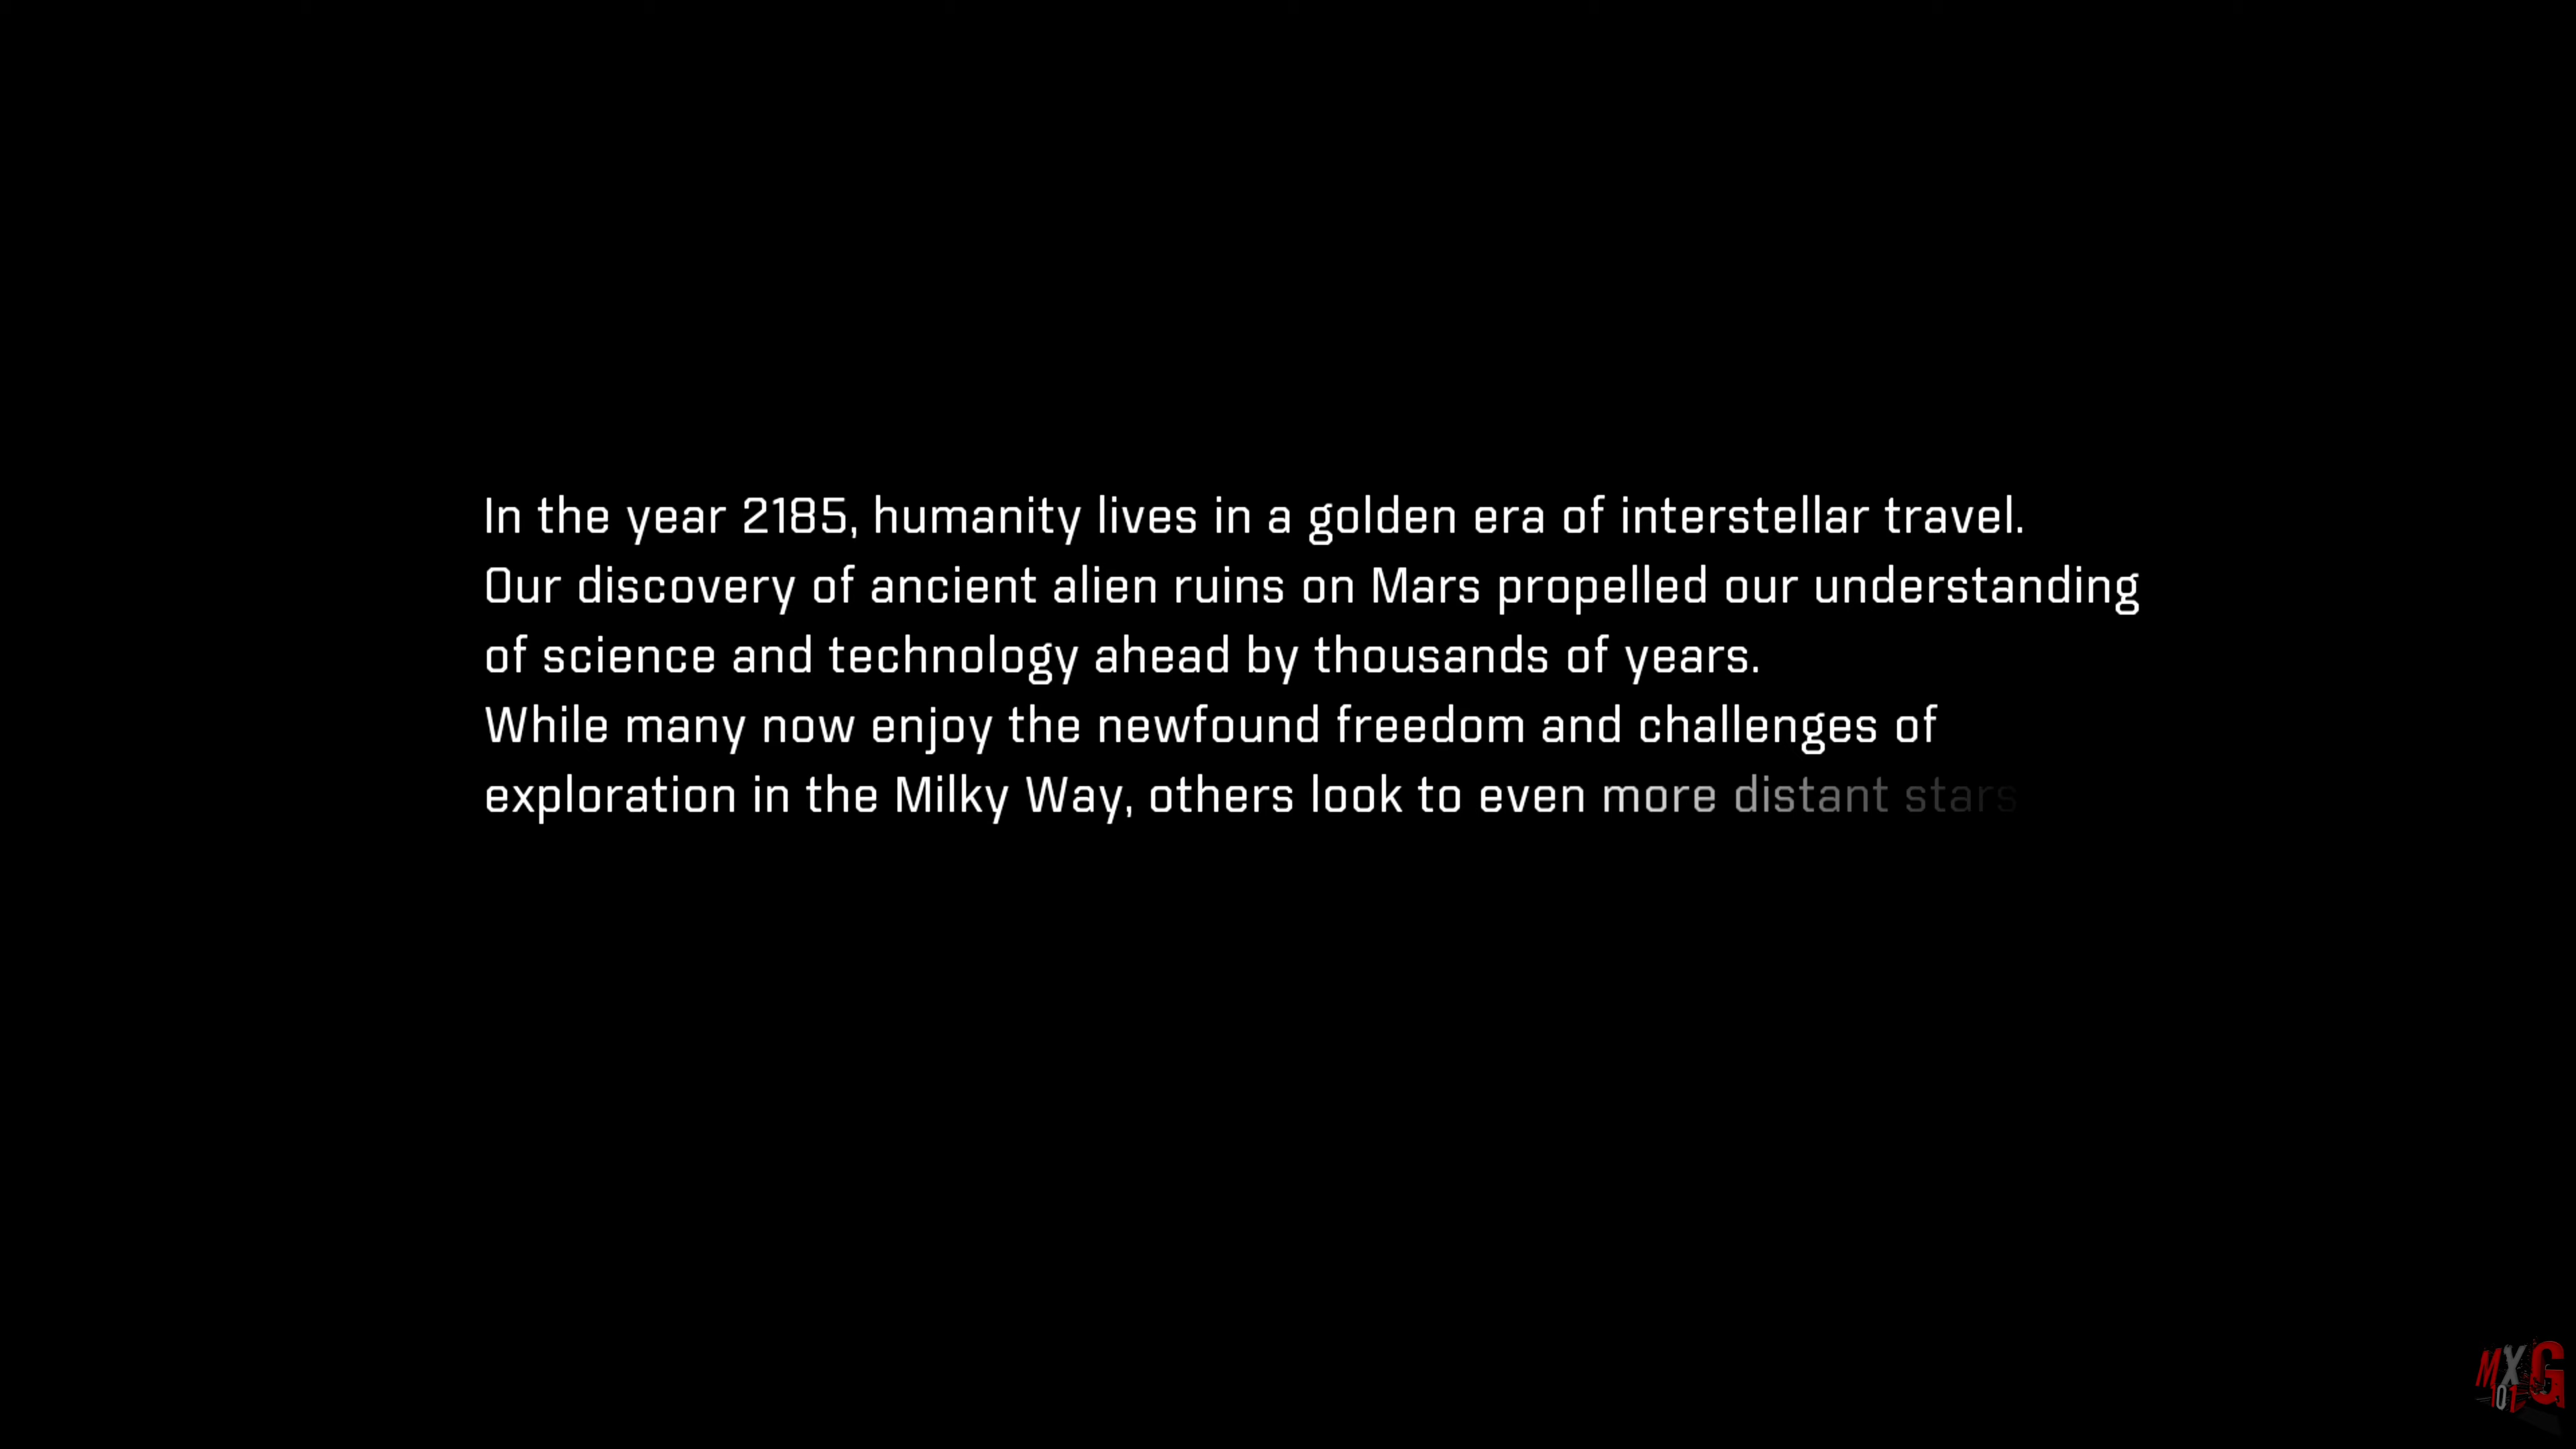 In the year 2185, humanity lives in a golden era of interstellar travel.
Our discovery of ancient alien ruins on Mars propelled our understanding
of science and technology ahead by thousands of years.
While many now enjoy the newfound freedom and challenges of
exploration in the Milky Way, others look to even more distant stars
MXG
101